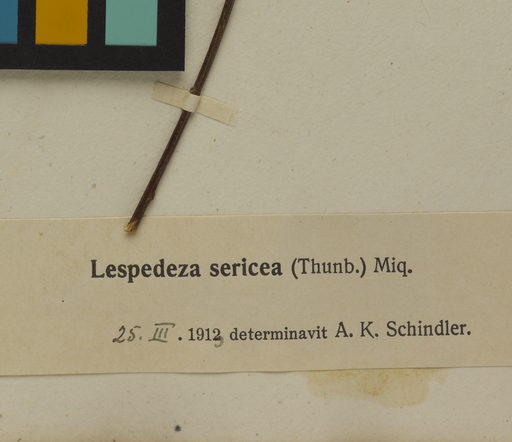 Lespedeza sericea (Thunb.) Miq.
25. III. 1912 determinavit A. K. Schindler.